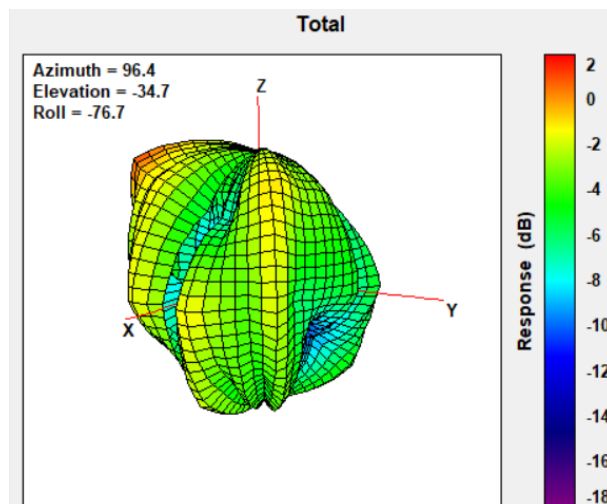 Total
Azimuth = 96.4
Elevation = -34.7
Roll = -76.7
Z
X
Y
Response (dB)
2
0
-2
-4
-6
-8
-10
-12
-14
-16
-18